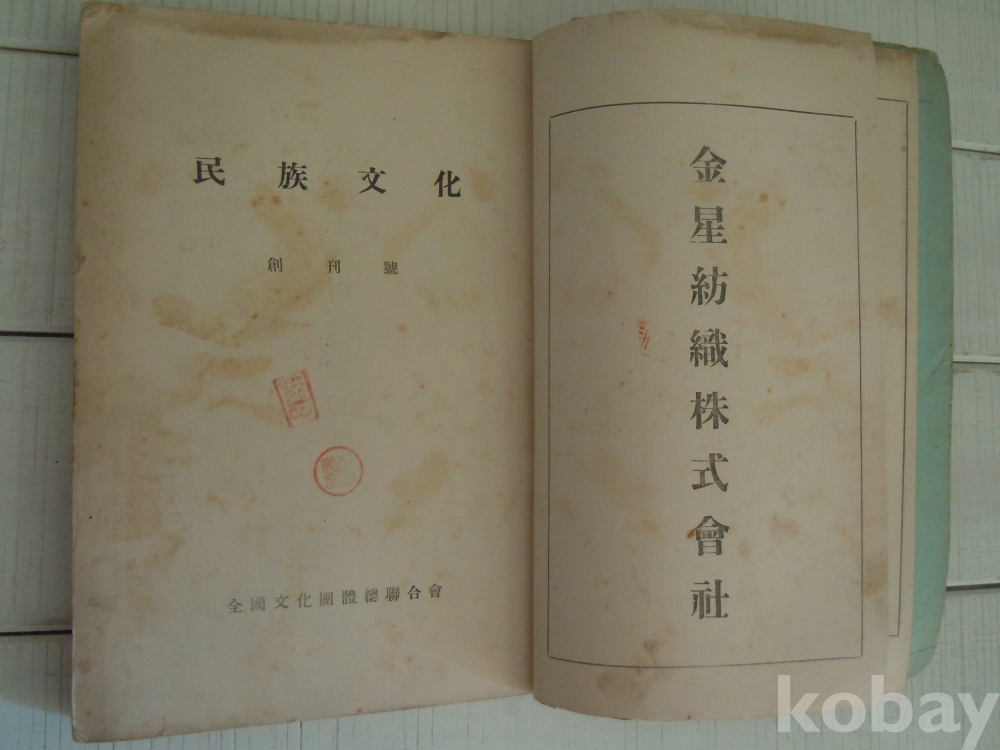 民族文化
創刊號
全國文化團體總聯合會
金星紡織株式會社
kobay